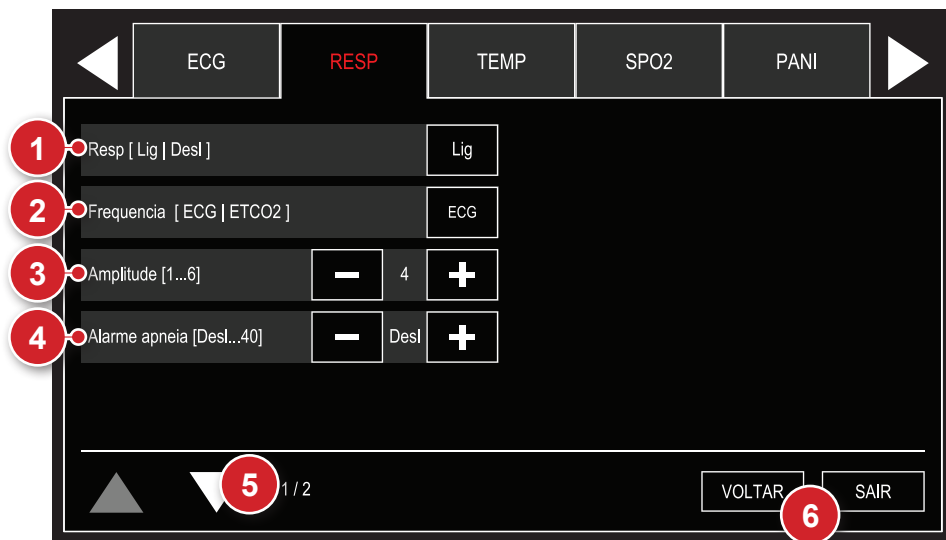 ECG RESP TEMP SPO2 PANI
1 Resp [ Lig | Desl ] Lig
2 Frequencia [ ECG | ETCO2 ] ECG
3 Amplitude [1...6] − 4 +
4 Alarme apneia [Desl...40] − Desl +
5 1 / 2 VOLTAR SAIR
6